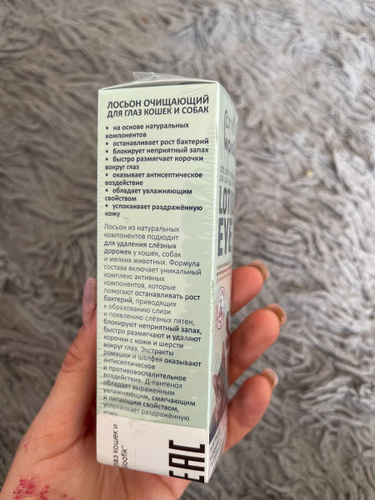 ЛОСЬОН ОЧИЩАЮЩИЙ
ДЛЯ ГЛАЗ КОШЕК И СОБАК
• на основе натуральных
компонентов
• останавливает рост бактерий
• блокирует неприятный запах
• быстро размягчает корочки
вокруг глаз
• оказывает антисептическое
воздействие
• обладает увлажняющим
свойством
• успокаивает раздражённую
кожу
Лосьон из натуральных
компонентов подходит
для удаления слёзных
дорожек у кошек, собак
и мелких животных. Формула
состава включает уникальный
комплекс активных
компонентов, которые
помогают останавливать рост
бактерий, приводящих
к образованию слизи
и появлению слёзных пятен,
блокируют неприятный запах,
быстро размягчают и удаляют
корочки с кожи и шерсти
вокруг глаз. Экстракты
ромашки и шалфея оказывают
антисептическое
и противовоспалительное
воздействие. Д-пантенол
обладает выраженным
увлажняющим, смягчающим
и питающим свойством,
успокаивает раздражённую
кожу
глаз кошек и
EAC
LOTI
EYE